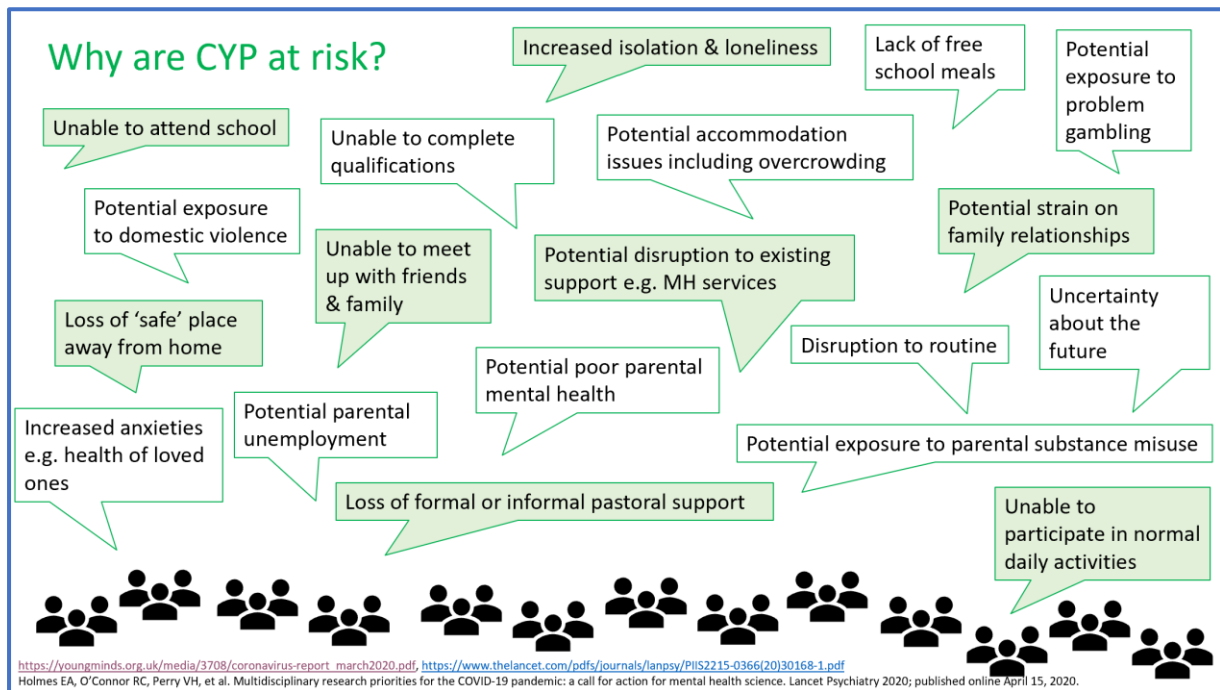 Why are CYP at risk?
Increased isolation & loneliness
Lack of free
school meals
Potential
exposure to
problem
gambling
Unable to attend school
Unable to complete
qualifications
Potential accommodation
issues including overcrowding
Potential exposure
to domestic violence
Unable to meet
up with friends
& family
Potential disruption to existing
support e.g. MH services
Potential strain on
family relationships
Loss of ‘safe’ place
away from home
Uncertainty
about the
future
Disruption to routine
Potential poor parental
mental health
Increased anxieties
e.g. health of loved
ones
Potential parental
unemployment
Potential exposure to parental substance misuse
Loss of formal or informal pastoral support
Unable to
participate in normal
daily activities
https://youngminds.org.uk/media/3708/coronavirus-report_march2020.pdf, https://www.thelancet.com/pdfs/journals/lanpsy/PIIS2215-0366(20)30168-1.pdf
Holmes EA, O’Connor RC, Perry VH, et al. Multidisciplinary research priorities for the COVID-19 pandemic: a call for action for mental health science. Lancet Psychiatry 2020; published online April 15, 2020.